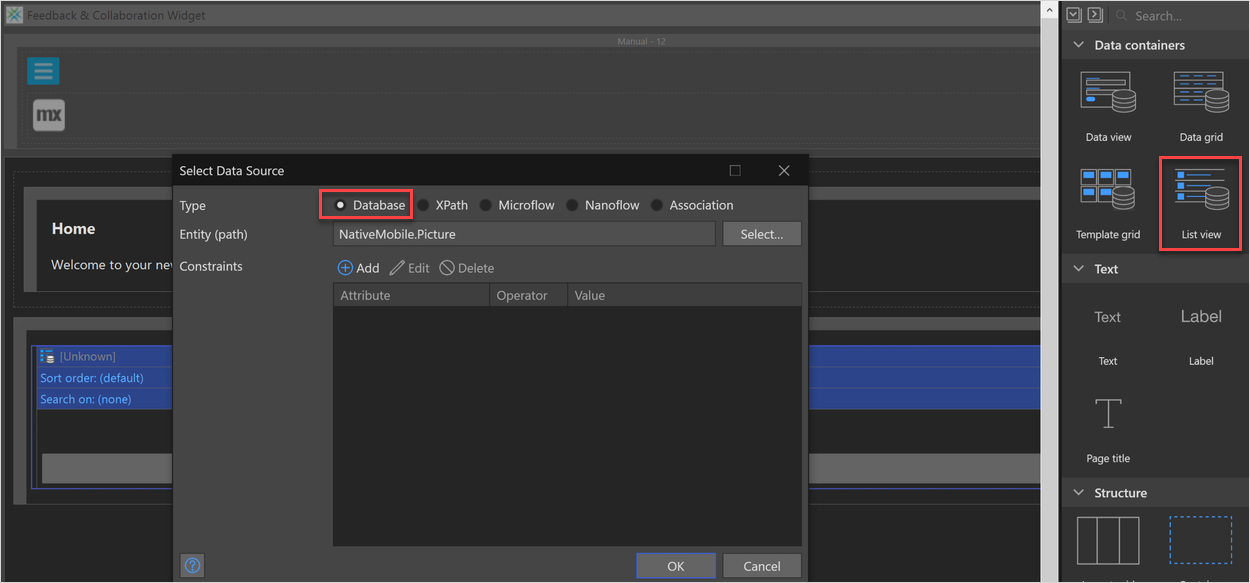 Feedback & Collaboration Widget
Manual - 12
mx
Home
Welcome to your nev
[Unknown]
Sort order: (default)
Search on: (none)
Select Data Source
Type
Database
XPath
Microflow
Nanoflow
Association
Entity (path)
NativeMobile.Picture
Select...
Constraints
Add
Edit
Delete
Attribute
Operator
Value
?
OK
Cancel
Search...
Data containers
Data view
Data grid
Template grid
List view
Text
Text
Label
Text
Label
Page title
Structure